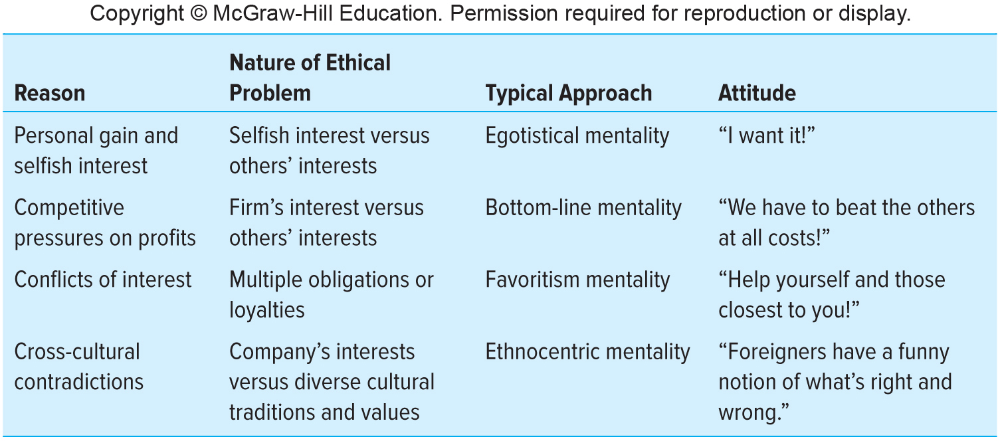 Copyright © McGraw-Hill Education. Permission required for reproduction or display.
Reason
Nature of Ethical
Problem
Typical Approach
Attitude
Personal gain and
selfish interest
Selfish interest versus
others’ interests
Egotistical mentality
“I want it!”
Competitive
pressures on profits
Firm’s interest versus
others’ interests
Bottom-line mentality
“We have to beat the others
at all costs!”
Conflicts of interest
Multiple obligations or
loyalties
Favoritism mentality
“Help yourself and those
closest to you!”
Cross-cultural
contradictions
Company’s interests
versus diverse cultural
traditions and values
Ethnocentric mentality
“Foreigners have a funny
notion of what’s right and
wrong.”